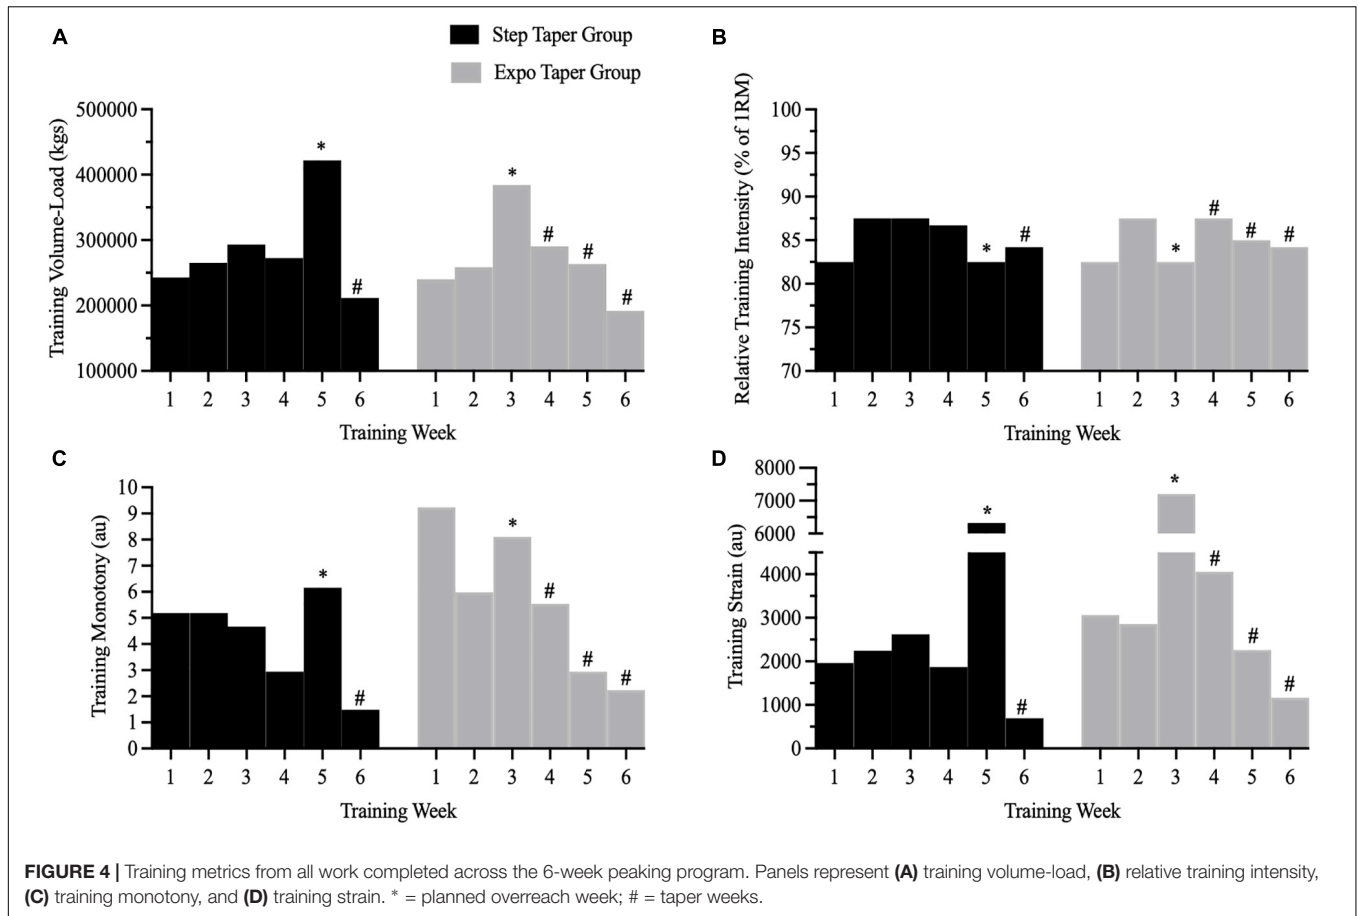 A
Step Taper Group
Expo Taper Group
Training Volume-Load (kgs)
500000
400000
300000
200000
100000
*
#
*
#
#
#
1 2 3 4 5 6 1 2 3 4 5 6
Training Week
B
Relative Training Intensity (% of 1RM)
100
95
90
85
80
75
70
*
#
*
#
#
#
1 2 3 4 5 6 1 2 3 4 5 6
Training Week
C
Training Monotony (au)
10
9
8
7
6
5
4
3
2
1
0
*
#
*
#
#
#
1 2 3 4 5 6 1 2 3 4 5 6
Training Week
D
Training Strain (au)
8000
7000
6000
4000
3000
2000
1000
0
*
#
*
#
#
#
1 2 3 4 5 6 1 2 3 4 5 6
Training Week
FIGURE 4 | Training metrics from all work completed across the 6-week peaking program. Panels represent (A) training volume-load, (B) relative training intensity,
(C) training monotony, and (D) training strain. * = planned overreach week; # = taper weeks.